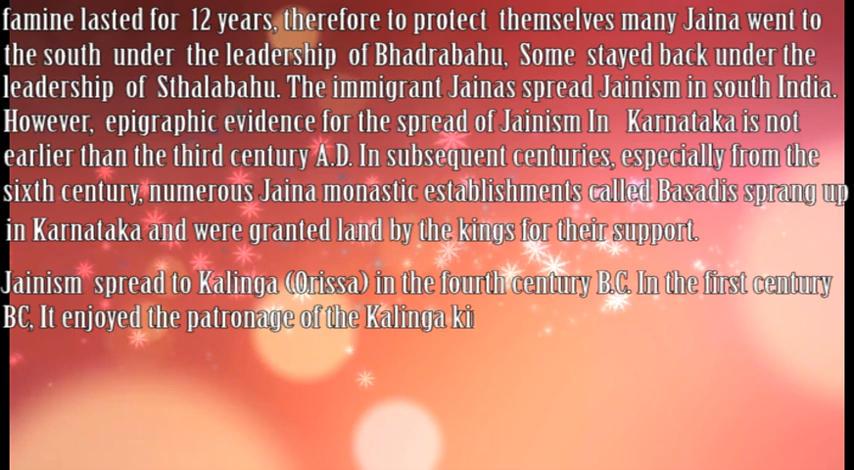 famine lasted for 12 years, therefore to protect themselves many Jaina went to
the south under the leadership of Bhadrabahu, Some stayed back under the
leadership of Sthalabahu. The immigrant Jainas spread Jainism in south India.
However, epigraphic evidence for the spread of Jainism In Karnataka is not
earlier than the third century A.D. In subsequent centuries, especially from the
sixth century, numerous Jaina monastic establishments called Basadis sprang up
in Karnataka and were granted land by the kings for their support.
Jainism spread to Kalinga (Orissa) in the fourth century B.C. In the first century
BC, It enjoyed the patronage of the Kalinga ki